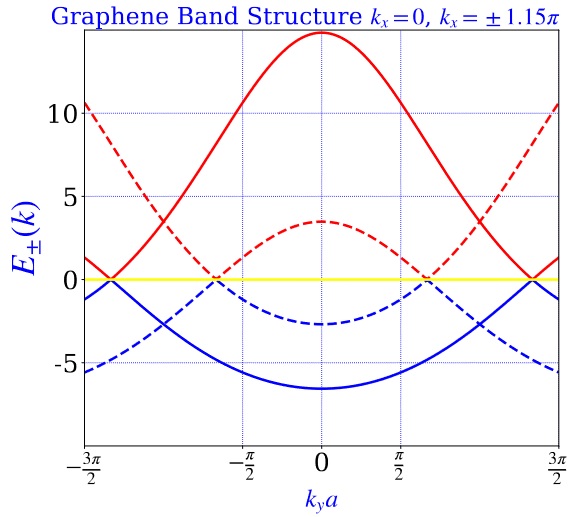 Graphene Band Structure kₓ=0, kₓ = ±1.15π
E±(k)
10
5
0
-5
−3π/2 −π/2 0 π/2 3π/2
k_y a